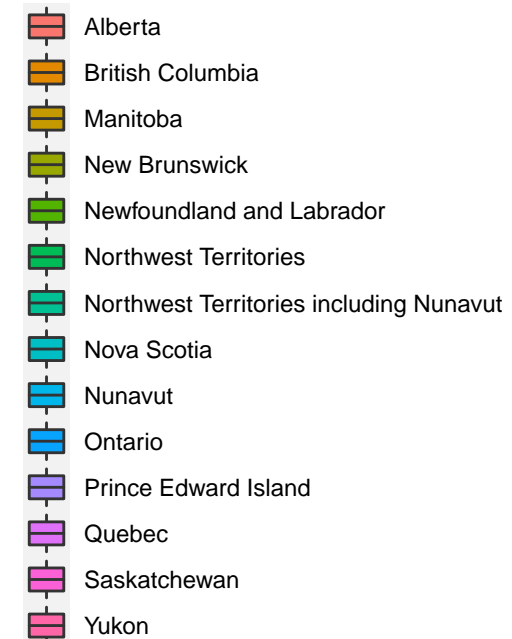 Alberta
British Columbia
Manitoba
New Brunswick
Newfoundland and Labrador
Northwest Territories
Northwest Territories including Nunavut
Nova Scotia
Nunavut
Ontario
Prince Edward Island
Quebec
Saskatchewan
Yukon